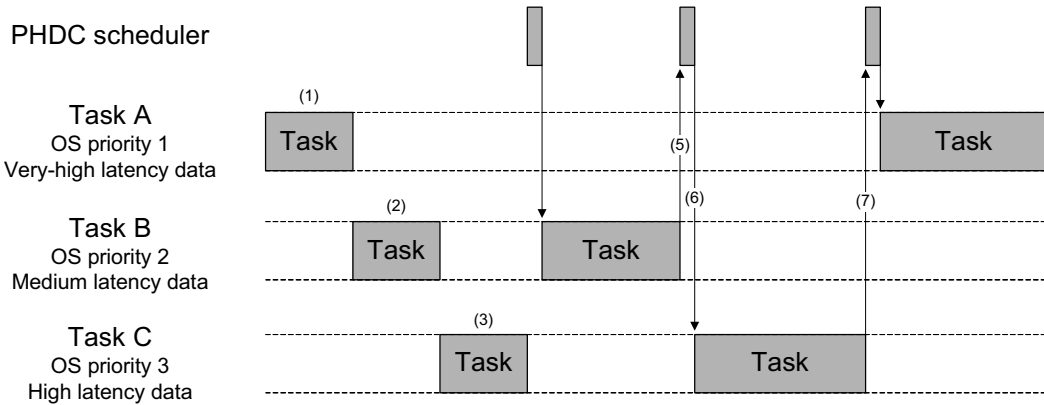 PHDC scheduler
(1)
Task A
OS priority 1
Very-high latency data
Task
Task
(5)
(2)
(6)
(7)
Task B
OS priority 2
Medium latency data
Task
Task
(3)
Task C
OS priority 3
High latency data
Task
Task